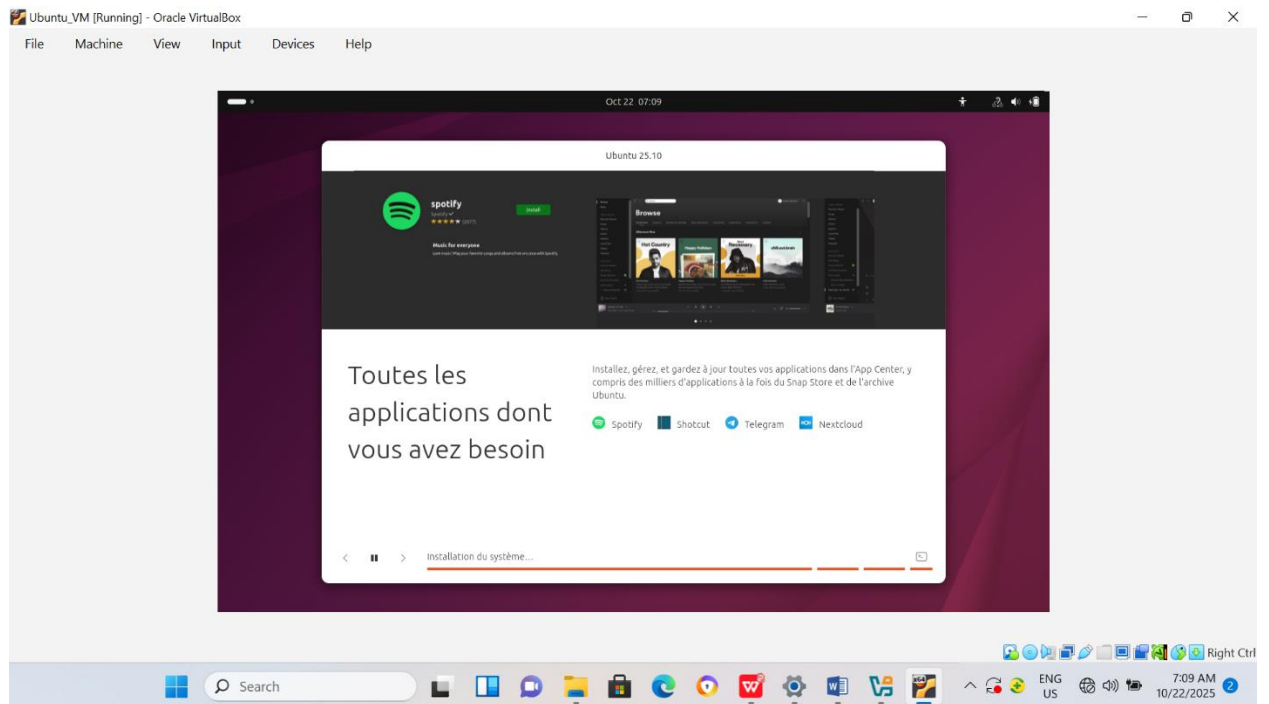 Ubuntu_VM [Running] - Oracle VirtualBox
File Machine View Input Devices Help
Oct 22 07:09
Ubuntu 25.10
spotify
Spotify
install
Music for everyone
Browse
Hot Country
Happy Holidays
Toutes les
applications dont
vous avez besoin
Installez, gérez, et gardez à jour toutes vos applications dans l'App Center, y
compris des milliers d'applications à la fois du Snap Store et de l'archive
Ubuntu.
Spotify Shotcut Telegram Nextcloud
Installation du système...
Right Ctrl
Search
ENG
US
7:09 AM
10/22/2025
2